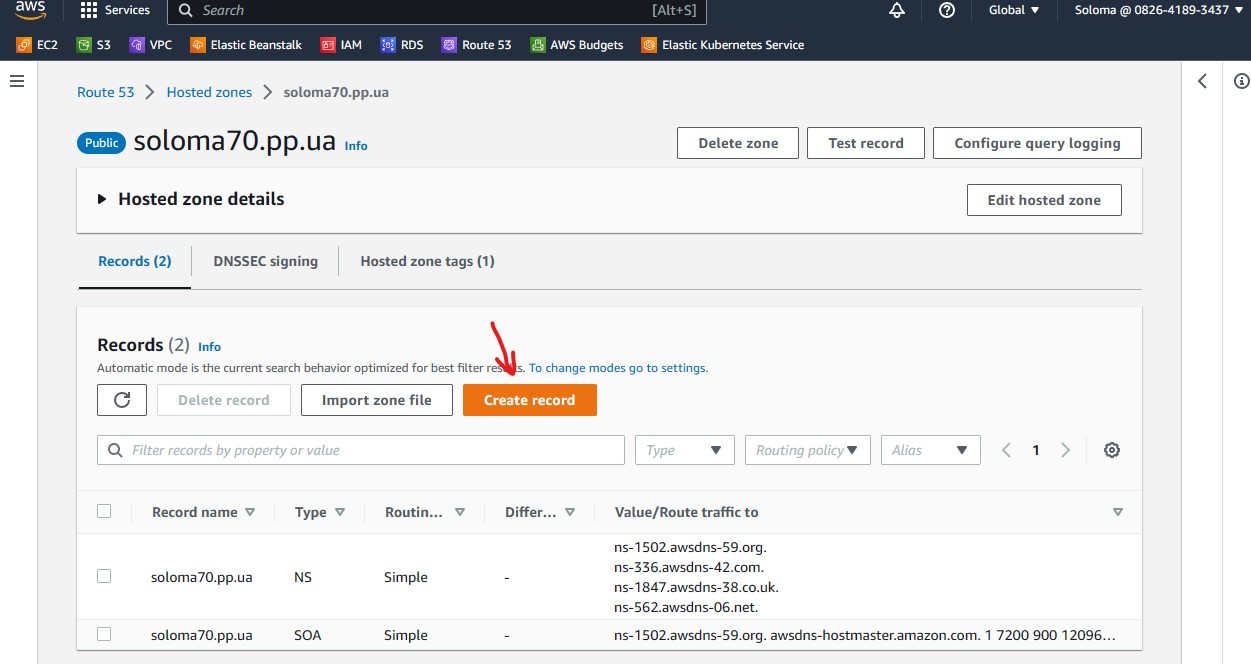 aws
Services
Search
[Alt+S]
Global
Soloma @ 0826-4189-3437
EC2
S3
VPC
Elastic Beanstalk
IAM
RDS
Route 53
AWS Budgets
Elastic Kubernetes Service
Route 53
Hosted zones
soloma70.pp.ua
Public
soloma70.pp.ua
Info
Delete zone
Test record
Configure query logging
Hosted zone details
Edit hosted zone
Records (2)
DNSSEC signing
Hosted zone tags (1)
Records (2)
Info
Automatic mode is the current search behavior optimized for best filter results. To change modes go to settings.
Delete record
Import zone file
Create record
Filter records by property or value
Type
Routing policy
Alias
1
Record name
Type
Routin...
Differ...
Value/Route traffic to
soloma70.pp.ua
NS
Simple
-
ns-1502.awsdns-59.org.
ns-336.awsdns-42.com.
ns-1847.awsdns-38.co.uk.
ns-562.awsdns-06.net.
soloma70.pp.ua
SOA
Simple
-
ns-1502.awsdns-59.org. awsdns-hostmaster.amazon.com. 1 7200 900 12096...